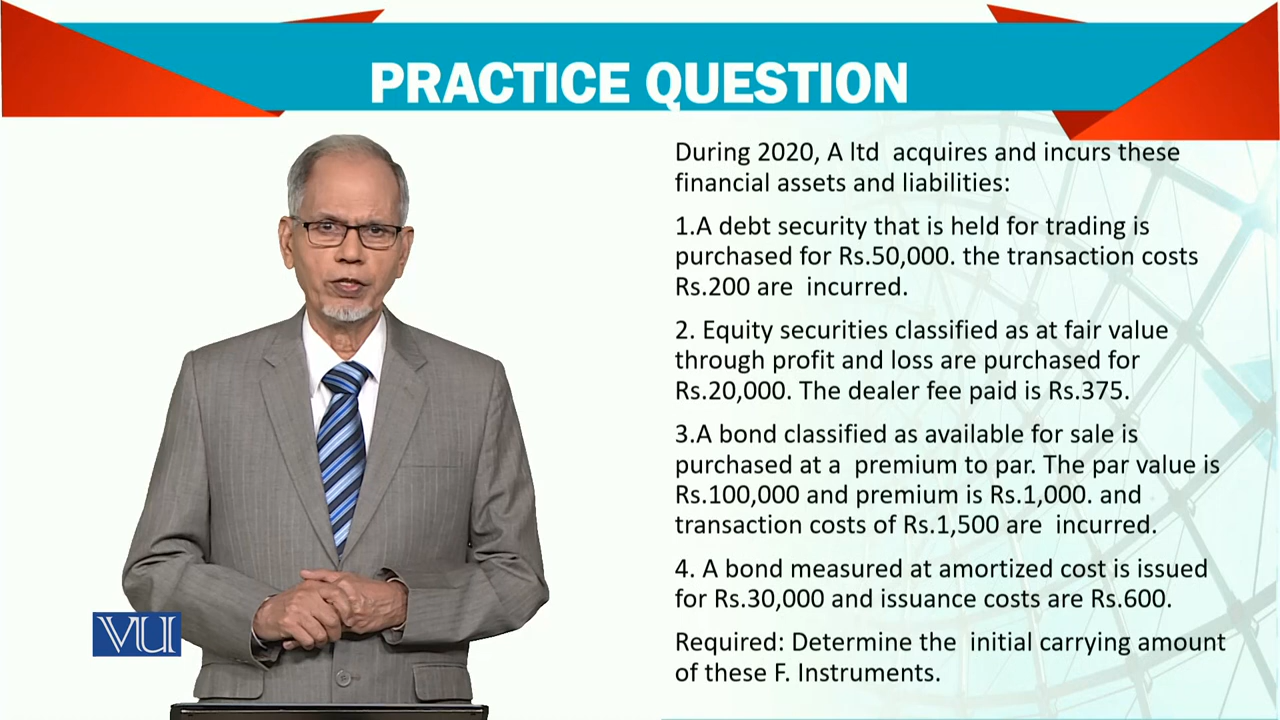 PRACTICE QUESTION
During 2020, A ltd acquires and incurs these
financial assets and liabilities:
1.A debt security that is held for trading is
purchased for Rs.50,000. the transaction costs
Rs.200 are incurred.
2. Equity securities classified as at fair value
through profit and loss are purchased for
Rs.20,000. The dealer fee paid is Rs.375.
3.A bond classified as available for sale is
purchased at a premium to par. The par value is
Rs.100,000 and premium is Rs.1,000. and
transaction costs of Rs.1,500 are incurred.
4. A bond measured at amortized cost is issued
for Rs.30,000 and issuance costs are Rs.600.
Required: Determine the initial carrying amount
of these F. Instruments.
VU